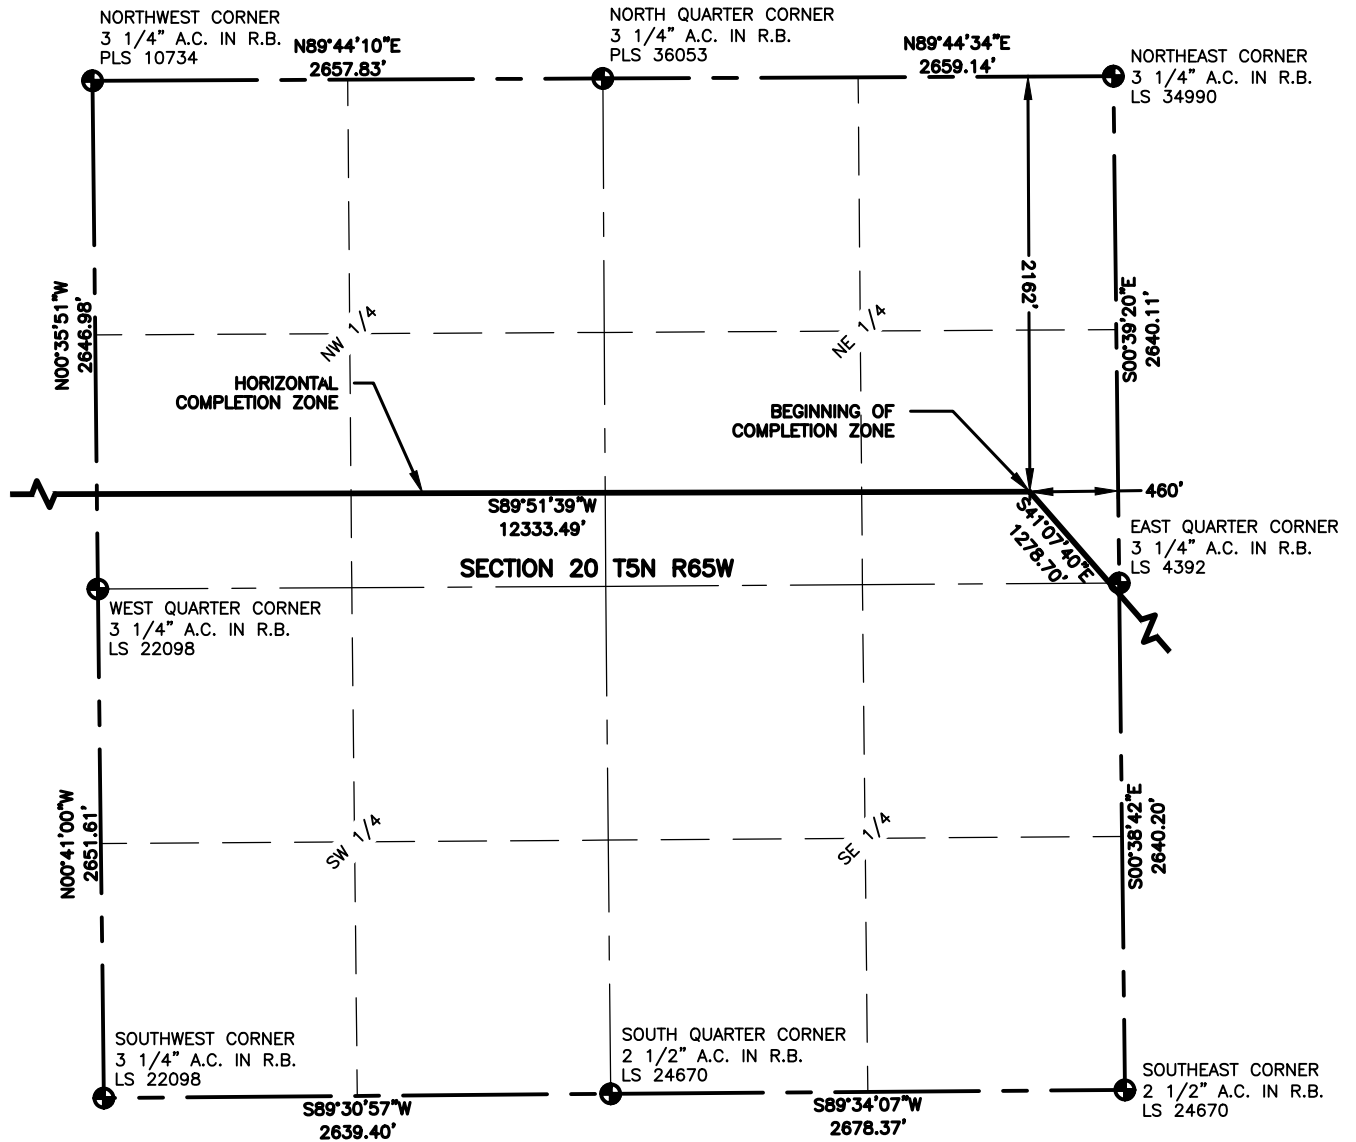 NORTHWEST CORNER
3 1/4" A.C. IN R.B.
PLS 10734
N89°44'10"E
2657.83'
NORTH QUARTER CORNER
3 1/4" A.C. IN R.B.
PLS 36053
N89°44'34"E
2659.14'
NORTHEAST CORNER
3 1/4" A.C. IN R.B.
LS 34990
N00°35'51"W
2646.98'
NW 1/4
NE 1/4
2162'
S00°39'20"E
2640.11'
HORIZONTAL
COMPLETION ZONE
BEGINNING OF
COMPLETION ZONE
S89°51'39"W
12333.49'
460'
S41°07'40"E
1278.70'
EAST QUARTER CORNER
3 1/4" A.C. IN R.B.
LS 4392
SECTION 20 T5N R65W
WEST QUARTER CORNER
3 1/4" A.C. IN R.B.
LS 22098
N00°41'00"W
2651.61'
SW 1/4
SE 1/4
S00°38'42"E
2640.20'
SOUTHWEST CORNER
3 1/4" A.C. IN R.B.
LS 22098
S89°30'57"W
2639.40'
SOUTH QUARTER CORNER
2 1/2" A.C. IN R.B.
LS 24670
S89°34'07"W
2678.37'
SOUTHEAST CORNER
2 1/2" A.C. IN R.B.
LS 24670